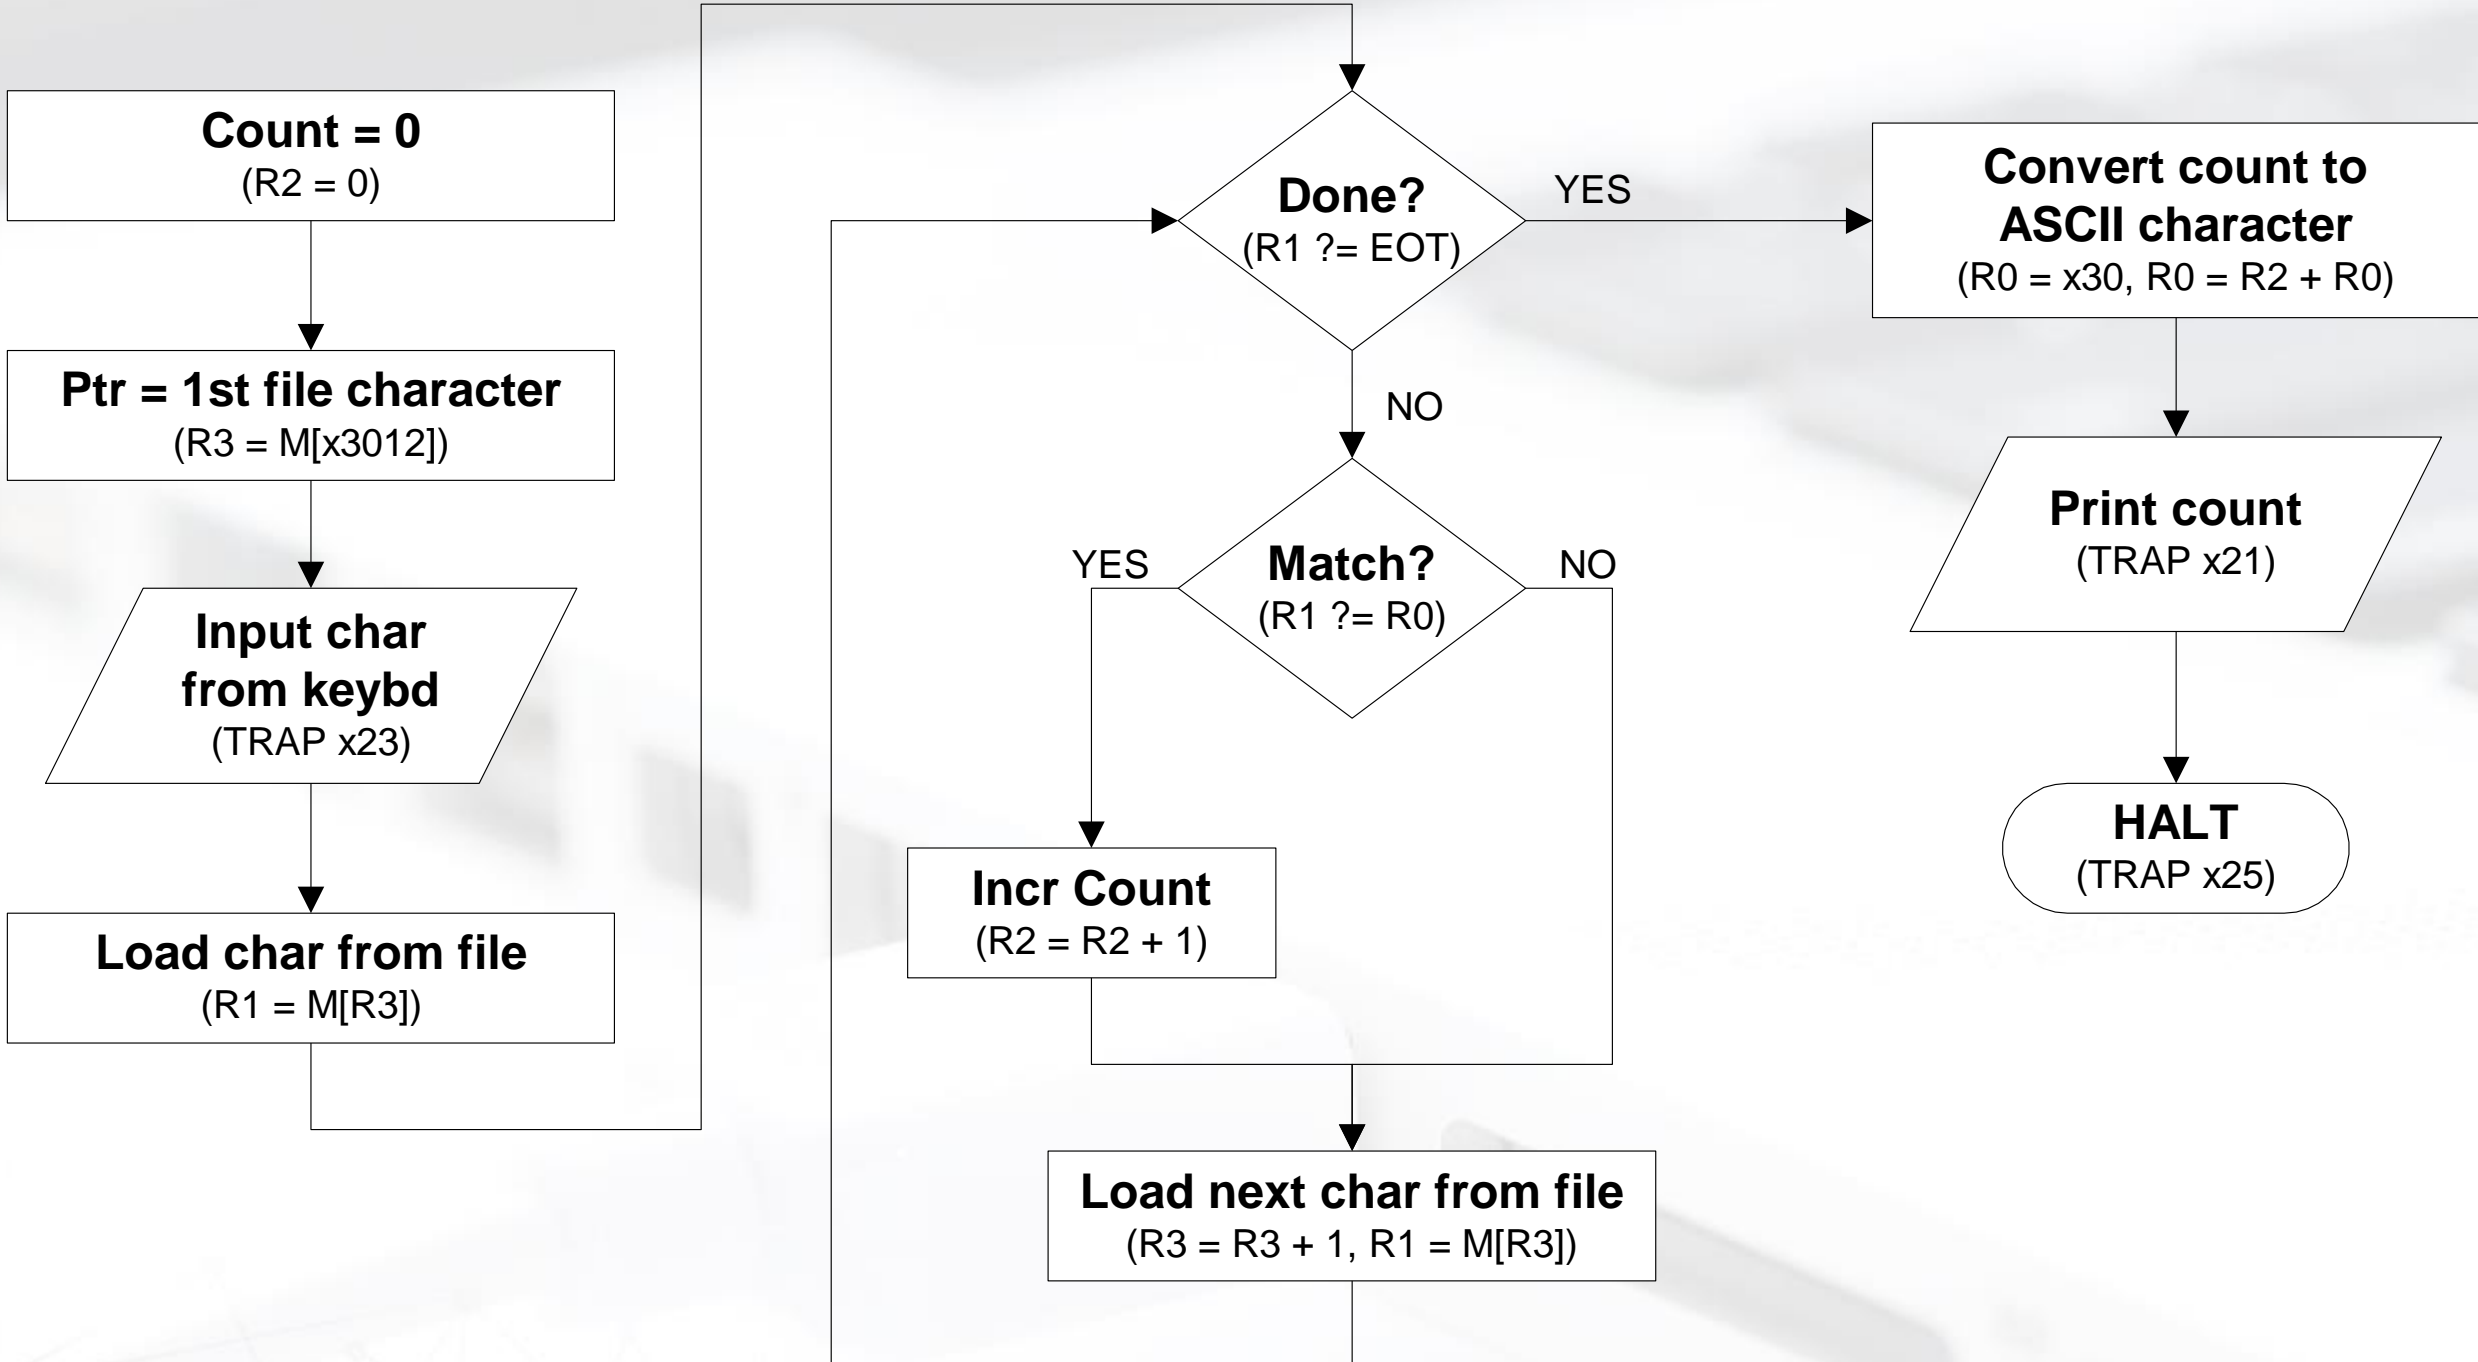 Count = 0
(R2 = 0)
Ptr = 1st file character
(R3 = M[x3012])
Input char
from keybd
(TRAP x23)
Load char from file
(R1 = M[R3])
Done?
(R1 ?= EOT)
YES
NO
Match?
(R1 ?= R0)
YES
NO
Incr Count
(R2 = R2 + 1)
Load next char from file
(R3 = R3 + 1, R1 = M[R3])
Convert count to
ASCII character
(R0 = x30, R0 = R2 + R0)
Print count
(TRAP x21)
HALT
(TRAP x25)